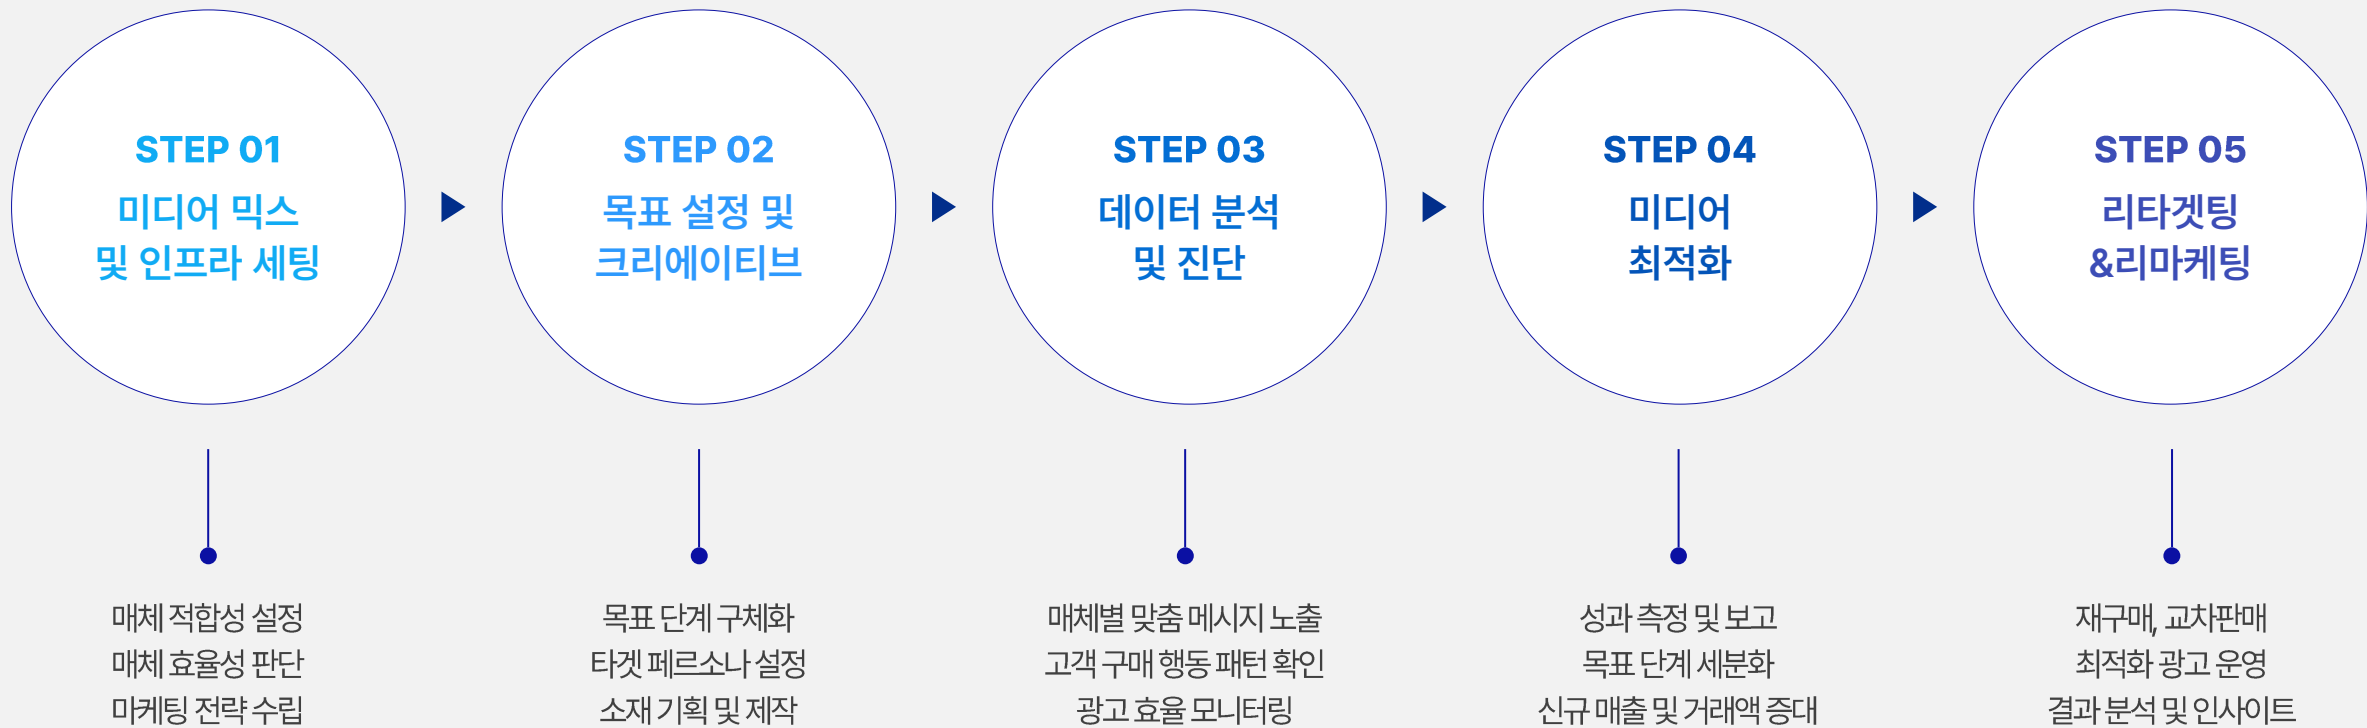 STEP 01
미디어 믹스
및 인프라 세팅
STEP 02
목표 설정 및
크리에이티브
STEP 03
데이터 분석
및 진단
STEP 04
미디어
최적화
STEP 05
리타겟팅
&리마케팅
매체 적합성 설정
매체 효율성 판단
마케팅 전략 수립
목표 단계 구체화
타겟 페르소나 설정
소재 기획 및 제작
매체별 맞춤 메시지 노출
고객 구매 행동 패턴 확인
광고 효율 모니터링
성과 측정 및 보고
목표 단계 세분화
신규 매출 및 거래액 증대
재구매, 교차판매
최적화 광고 운영
결과 분석 및 인사이트